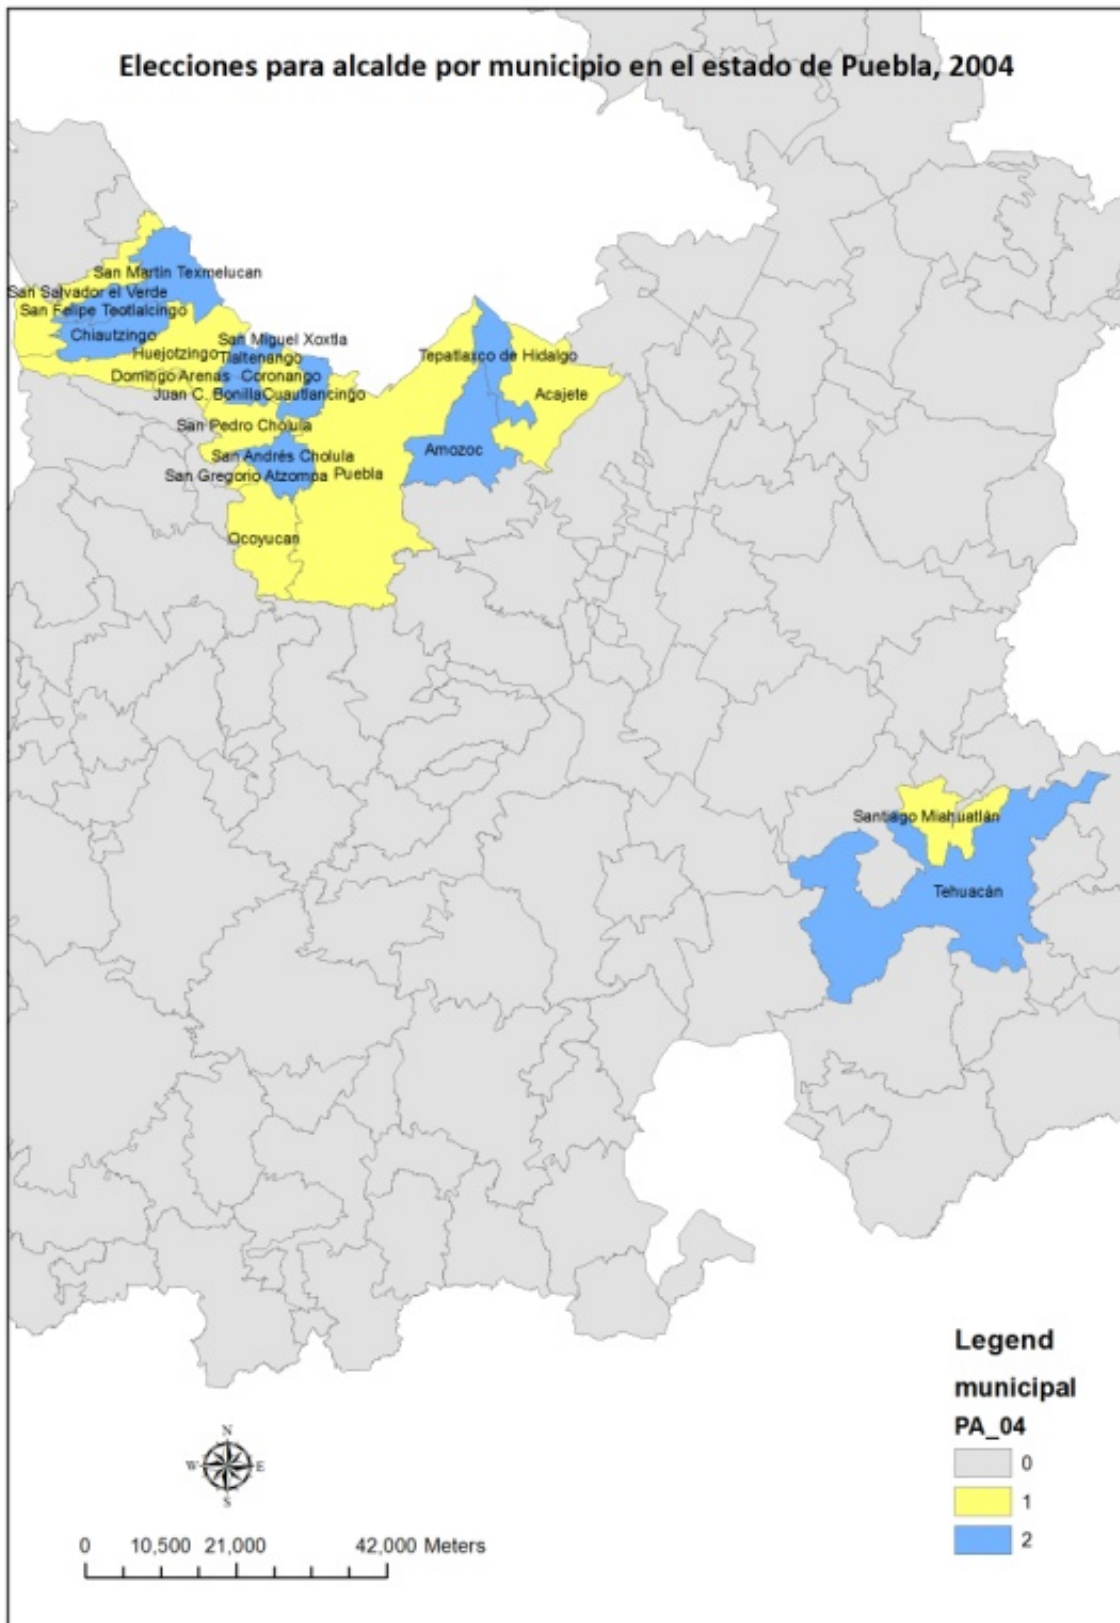 Elecciones para alcalde por municipio en el estado de Puebla, 2004
San Martin Texmelucan
San Salvador el Verde
San Felipe Teotlalcingo
Chiautzingo
San Miguel Xoxtla
Huejotzingo
Tlaltenango
Tepatlaxco de Hidalgo
Domingo Arenas
Coronango
Juan C. Bonilla
Cuautlancingo
Acajete
San Pedro Cholula
Amozoc
San Andrés Cholula
San Gregorio Atzompa
Puebla
Ocoyucan
Santiago Miahuatlán
Tehuacán
Legend
municipal
PA_04
0
1
2
N
W E
S
0 10,500 21,000 42,000 Meters